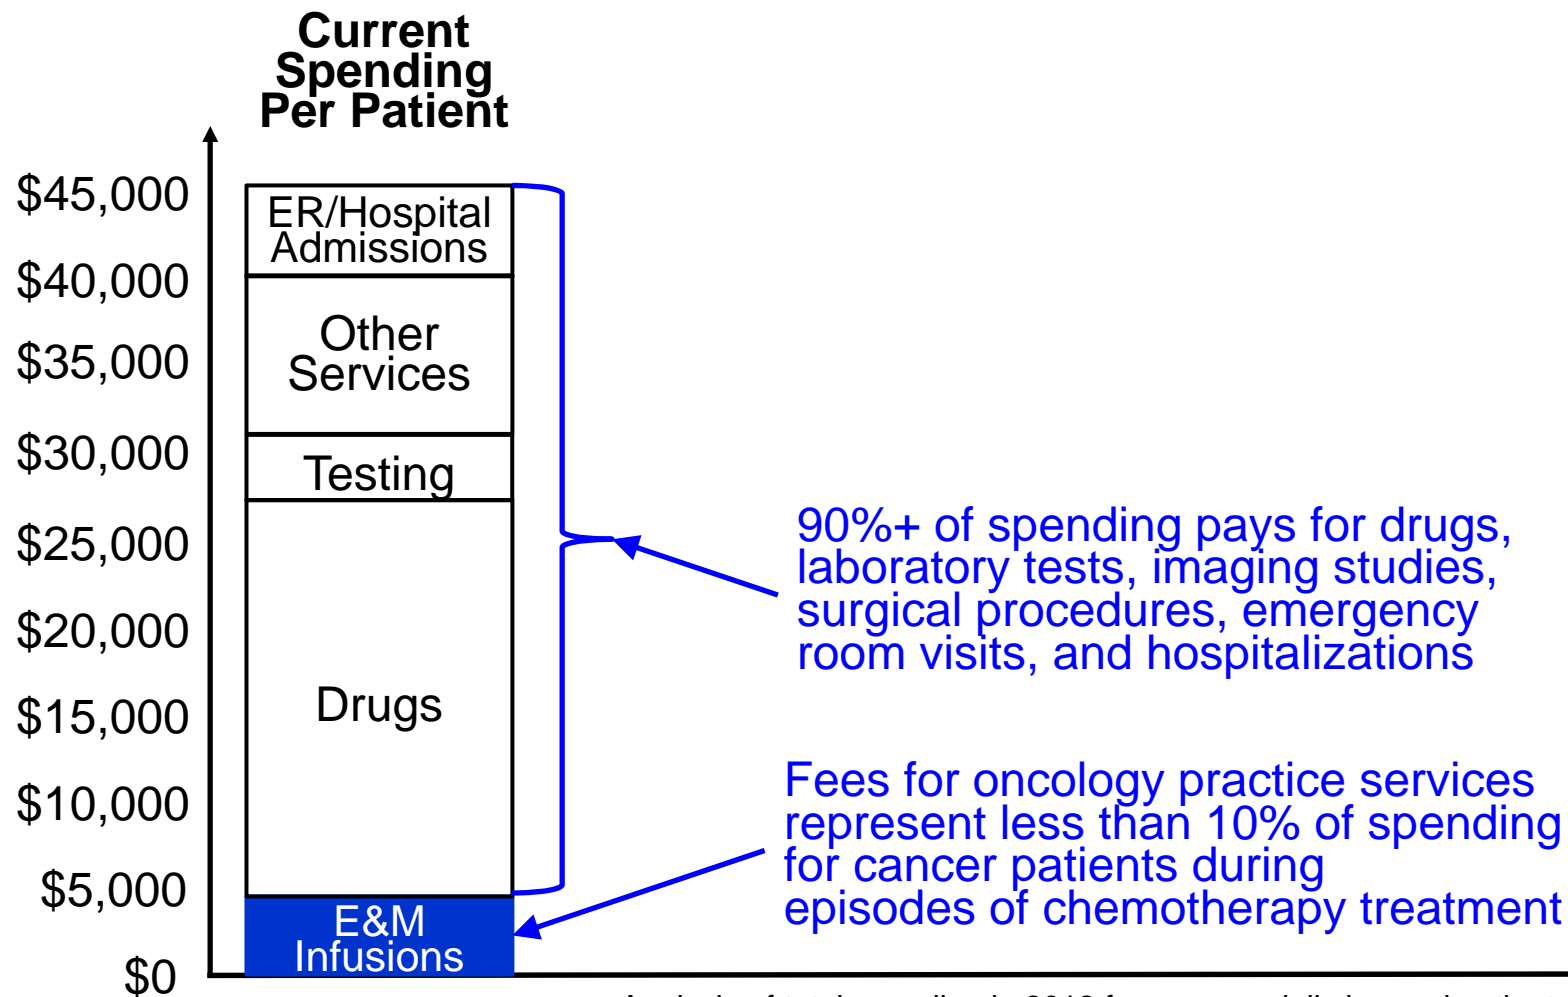 Current
Spending
Per Patient
$45,000
$40,000
$35,000
$30,000
$25,000
$20,000
$15,000
$10,000
$5,000
$0
ER/Hospital
Admissions
Other
Services
Testing
Drugs
E&M
Infusions
90%+ of spending pays for drugs,
laboratory tests, imaging studies,
surgical procedures, emergency
room visits, and hospitalizations
Fees for oncology practice services
represent less than 10% of spending
for cancer patients during
episodes of chemotherapy treatment